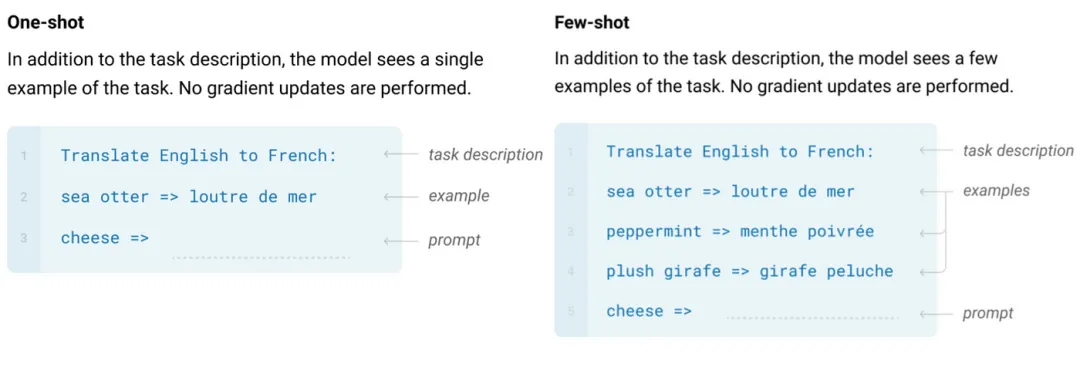 One-shot
In addition to the task description, the model sees a single
example of the task. No gradient updates are performed.
1 Translate English to French: task description
2 sea otter => loutre de mer example
3 cheese => prompt
Few-shot
In addition to the task description, the model sees a few
examples of the task. No gradient updates are performed.
1 Translate English to French: task description
2 sea otter => loutre de mer examples
3 peppermint => menthe poivrée
4 plush girafe => girafe peluche
5 cheese => prompt